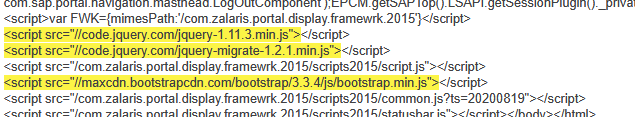 com.sap.portal.navigation.masthead.LogOutComponent');EPCM.getSAPTop().LSAPI.getSessionPlugin()._privat
<script>var FWK={mimesPath:'/com.zalaris.portal.display.framewrk.2015'}</script>
<script src="//code.jquery.com/jquery-1.11.3.min.js"></script>
<script src="//code.jquery.com/jquery-migrate-1.2.1.min.js"></script>
<script src="/com.zalaris.portal.display.framewrk.2015/scripts2015/script.js"></script>
<script src="//maxcdn.bootstrapcdn.com/bootstrap/3.3.4/js/bootstrap.min.js"></script>
<script src="/com.zalaris.portal.display.framewrk.2015/scripts2015/common.js?ts=20200819"></script>
<script src="/com.zalaris.portal.display.framewrk.2015/scripts2015/statusbar.js"></script></body></html>